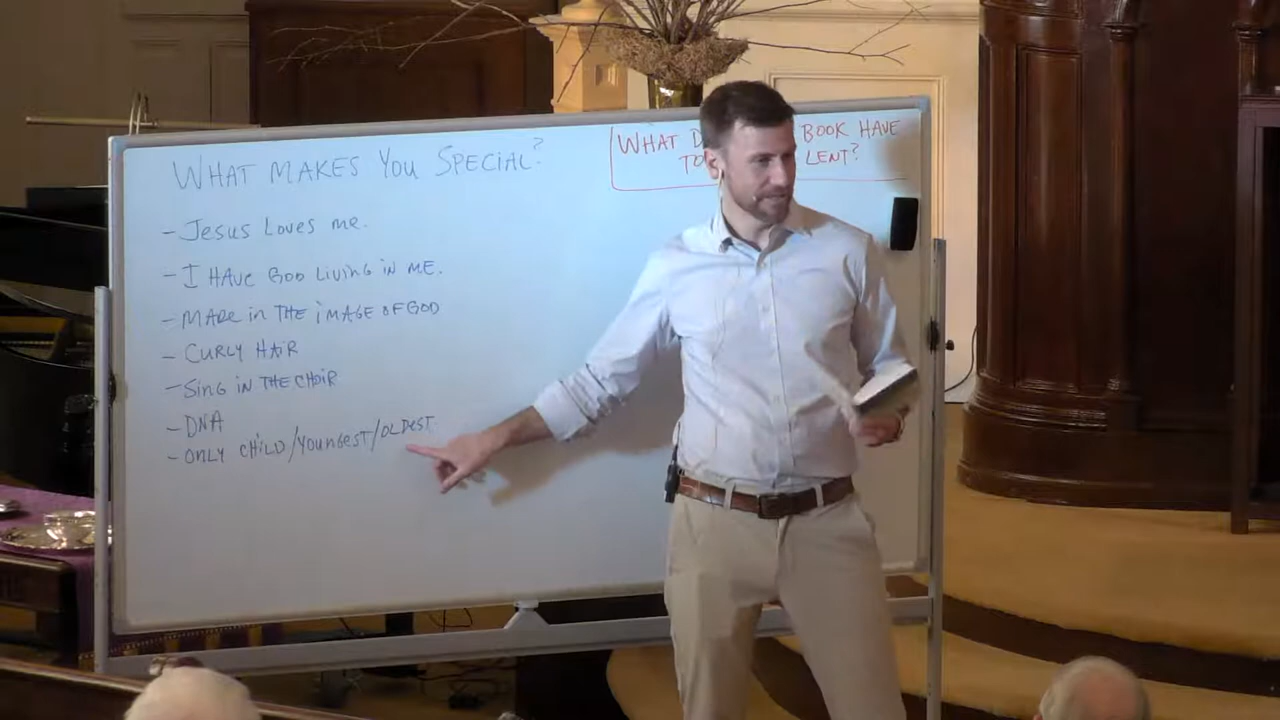 WHAT MAKES YOU SPECIAL?
WHAT BOOK HAVE
LENT?
- Jesus Loves me.
- I HAVE GOD LIVING IN ME.
- MADE IN THE IMAGE OF GOD
- CURLY HAIR
- SING IN THE CHOIR
- DNA
- ONLY CHILD/YOUNGEST/OLDEST